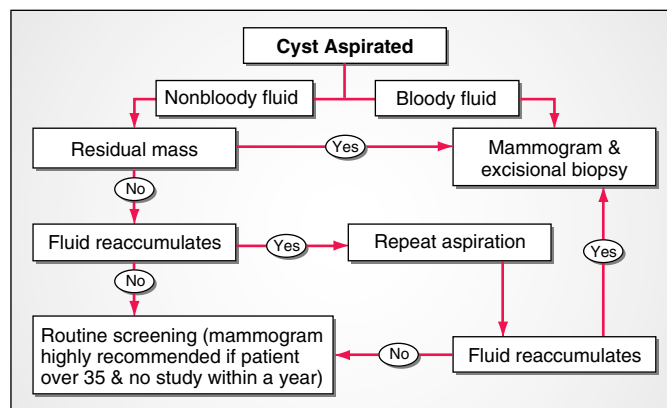 Cyst Aspirated
Nonbloody fluid
Bloody fluid
Residual mass
Yes
Mammogram &
excisional biopsy
No
Fluid reaccumulates
Yes
Repeat aspiration
Yes
No
Routine screening (mammogram
highly recommended if patient
over 35 & no study within a year)
No
Fluid reaccumulates